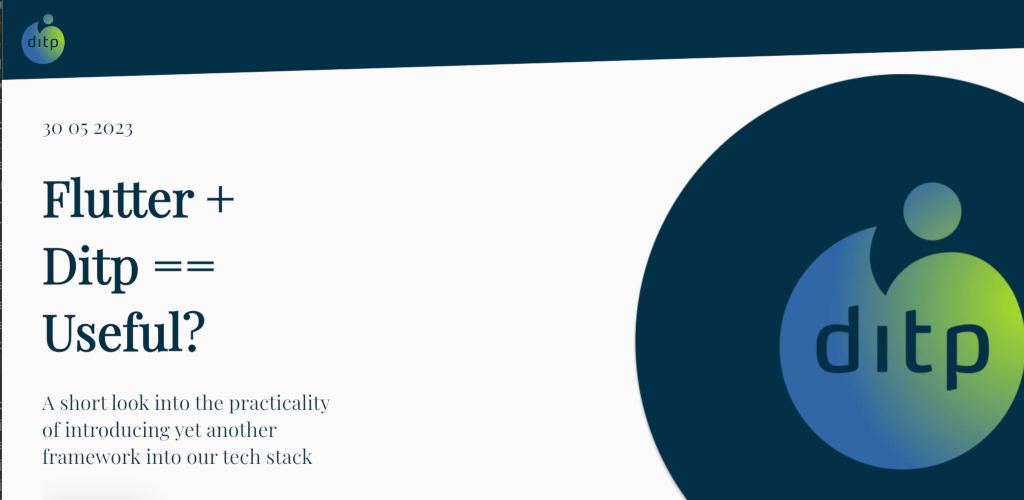 ditp
30 05 2023
Flutter +
Ditp ==
Useful?
A short look into the practicality
of introducing yet another
framework into our tech stack
ditp